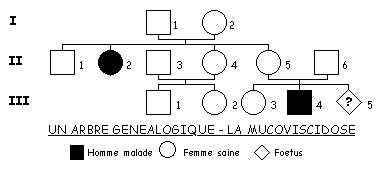 I 1 2
II 1 2 3 4 5 6
III 1 2 3 4 ? 5
UN ARBRE GENEALOGIQUE - LA MUCOVISCIDOSE
Homme malade Femme saine Foetus